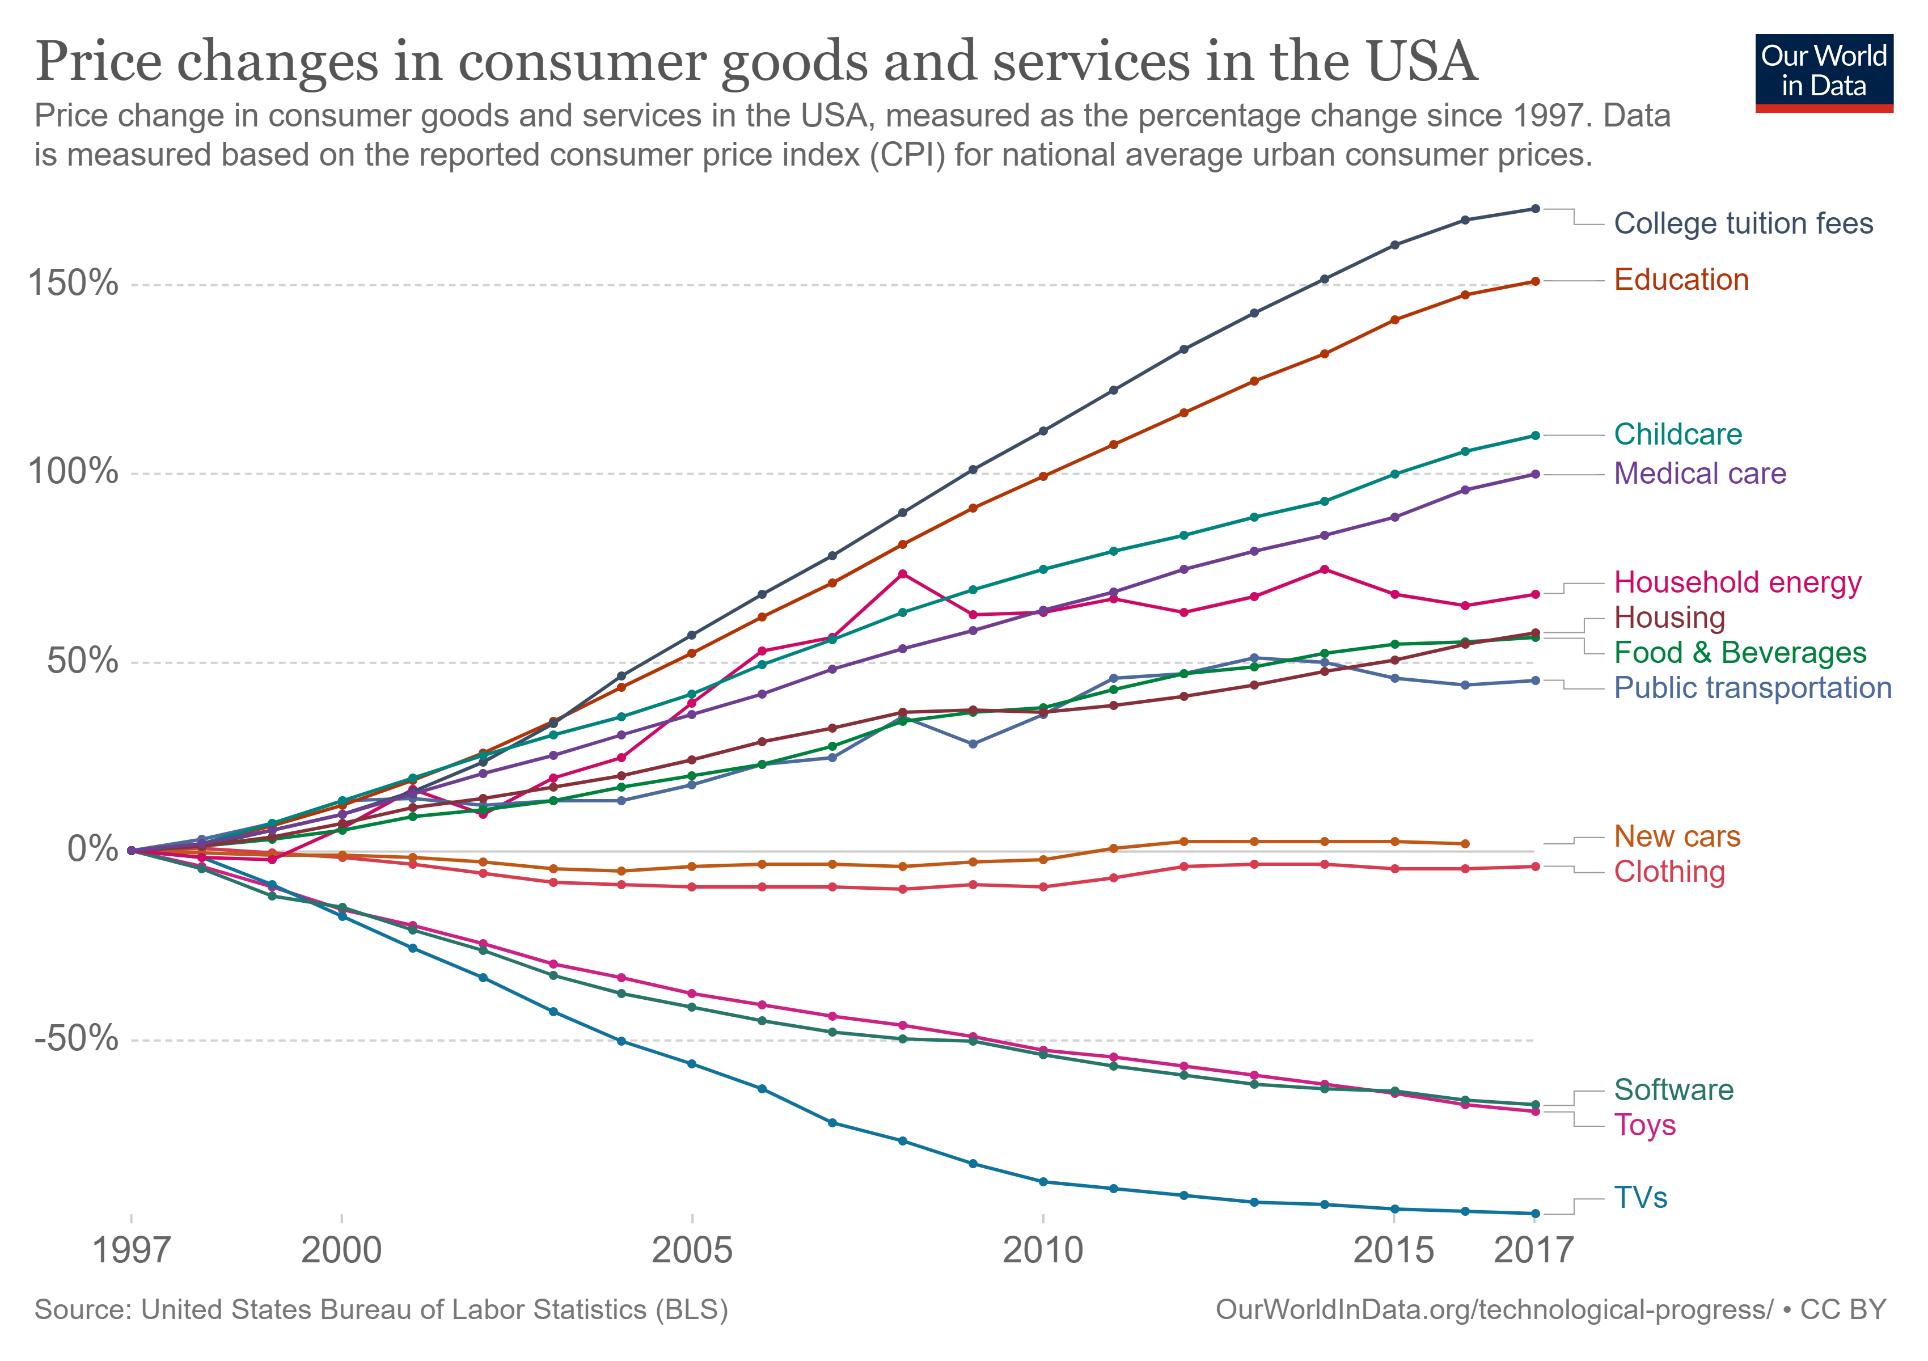 Price changes in consumer goods and services in the USA
Our World
in Data
Price change in consumer goods and services in the USA, measured as the percentage change since 1997. Data
is measured based on the reported consumer price index (CPI) for national average urban consumer prices.
College tuition fees
150%
Education
Childcare
100%
Medical care
Household energy
Housing
50%
Food & Beverages
Public transportation
0%
New cars
Clothing
-50%
Software
Toys
TVs
1997 2000 2005 2010 2015 2017
Source: United States Bureau of Labor Statistics (BLS)
OurWorldInData.org/technological-progress/ • CC BY